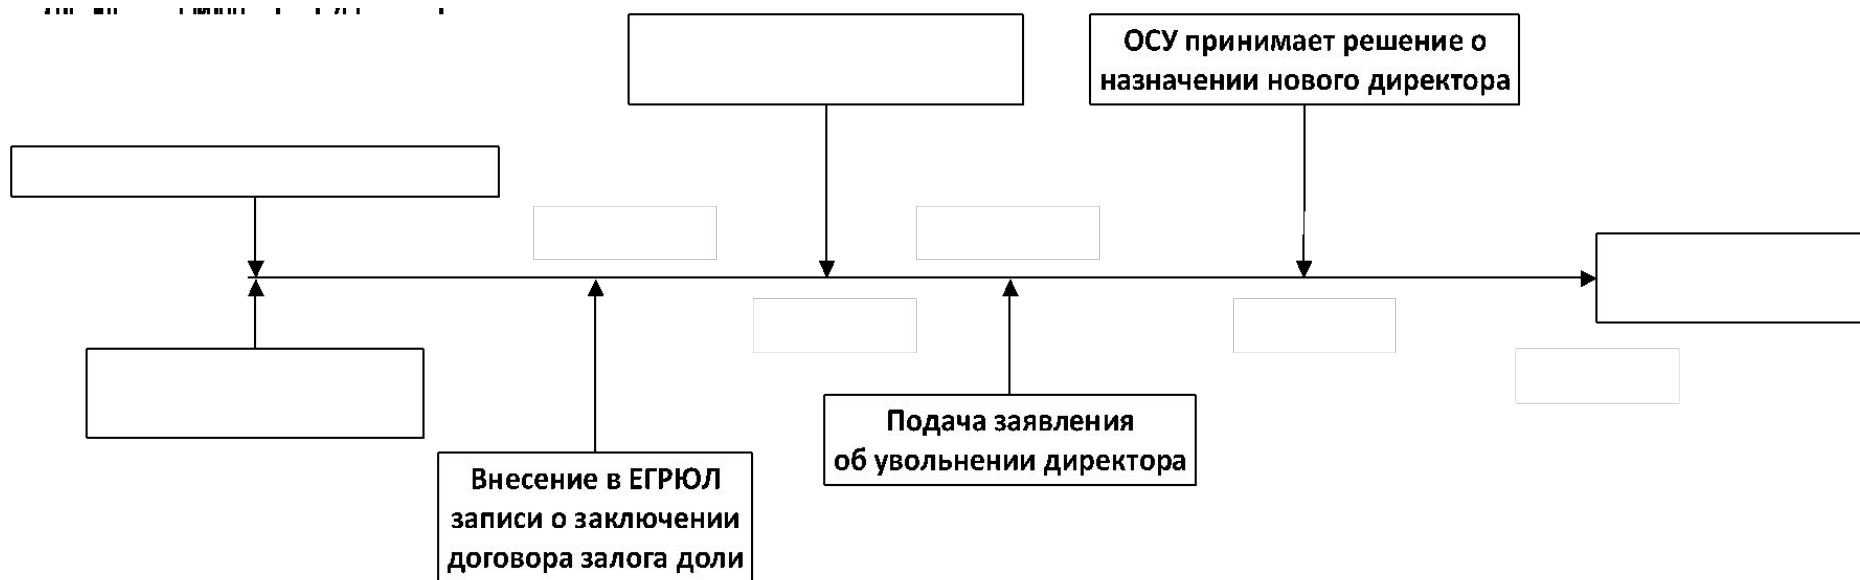 ОСУ принимает решение о
назначении нового директора
Подача заявления
об увольнении директора
Внесение в ЕГРЮЛ
записи о заключении
договора залога доли